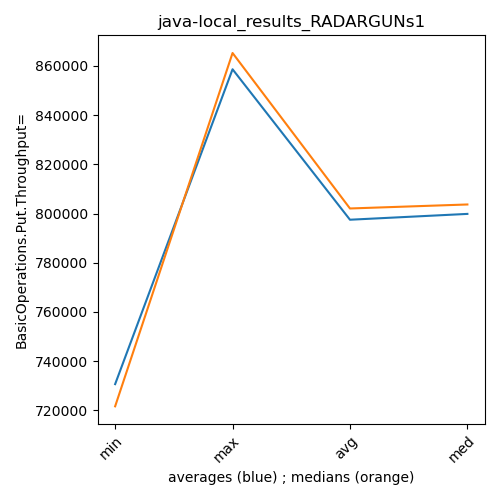 java-local_results_RADARGUNs1
BasicOperations.Put.Throughput=
860000
840000
820000
800000
780000
760000
740000
720000
min
max
avg
med
averages (blue) ; medians (orange)